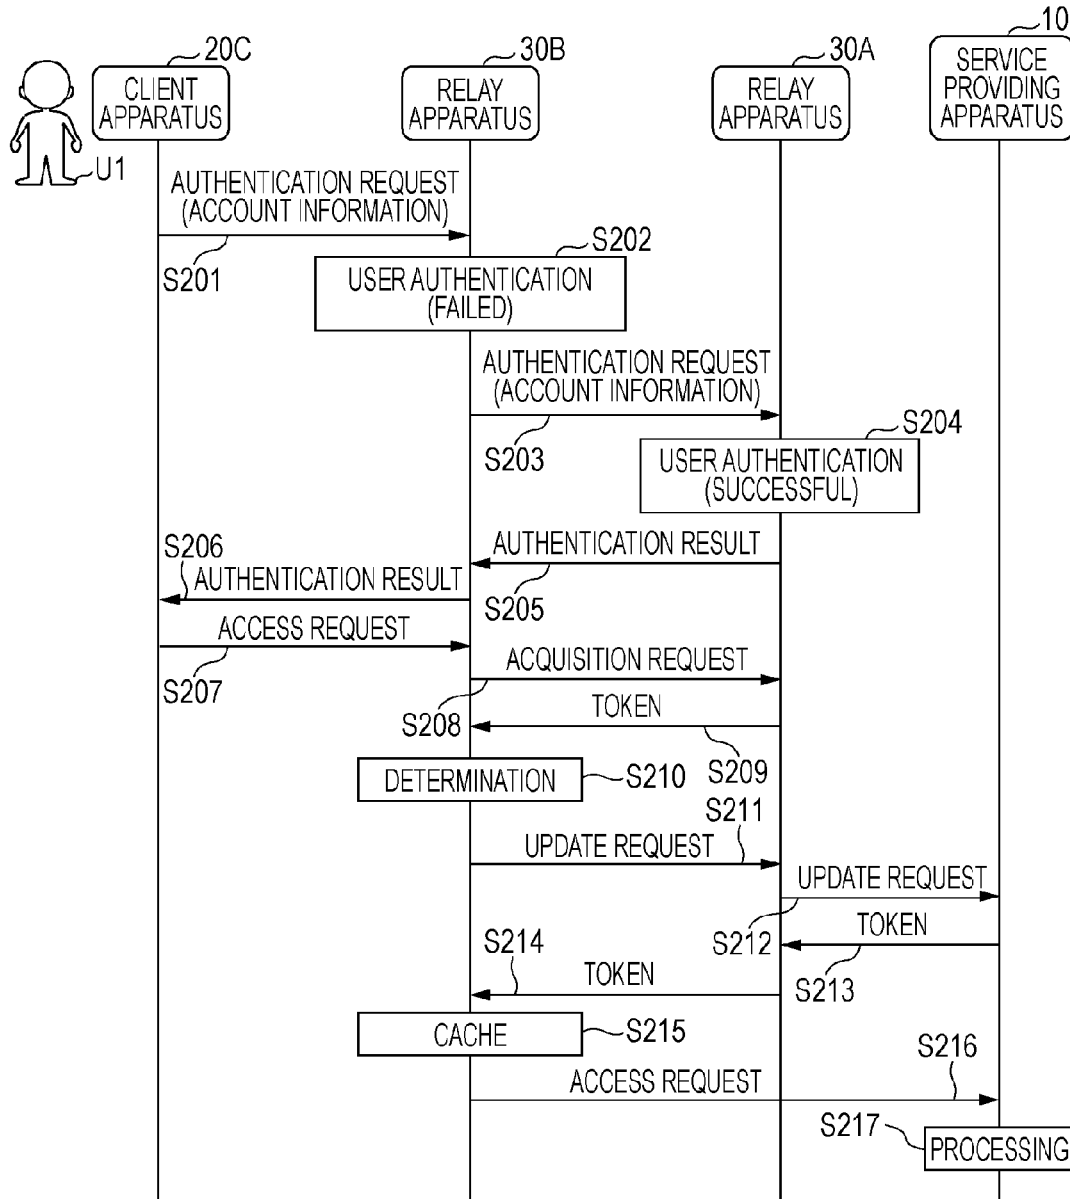 20C
30B
30A
10
CLIENT
APPARATUS
RELAY
APPARATUS
RELAY
APPARATUS
SERVICE
PROVIDING
APPARATUS
U1
AUTHENTICATION REQUEST
(ACCOUNT INFORMATION)
S201
S202
USER AUTHENTICATION
(FAILED)
AUTHENTICATION REQUEST
(ACCOUNT INFORMATION)
S203
S204
USER AUTHENTICATION
(SUCCESSFUL)
AUTHENTICATION RESULT
S205
S206
AUTHENTICATION RESULT
ACCESS REQUEST
S207
ACQUISITION REQUEST
S208
TOKEN
S209
DETERMINATION
S210
S211
UPDATE REQUEST
UPDATE REQUEST
S212
TOKEN
S213
S214
TOKEN
CACHE
S215
ACCESS REQUEST
S216
S217
PROCESSING